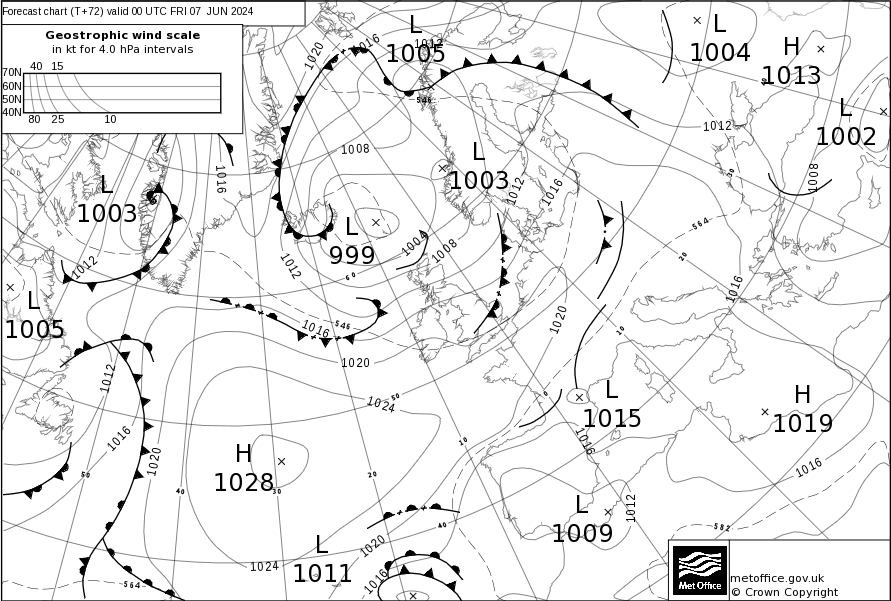 Forecast chart (T+72) valid 00 UTC FRI 07 JUN 2024
Geostrophic wind scale
in kt for 4.0 hPa intervals
40 15
70N
60N
50N
40N
80 25 10
L
1005
L
1004
H
1013
L
1002
L
1003
L
1003
L
999
L
1005
L
1015
H
1019
H
1028
L
1009
L
1011
1020
1016
1012
546
1008
1016
1012
1016
1012
1008
30
564
20
1016
1012
1012
1004
1008
60
1016
546
1020
1020
10
1012
1016
1020
1024
50
0
1016
1016
50
40
30
20
10
40
1012
582
1024
1020
1016
564
Met Office
metoffice.gov.uk
© Crown Copyright